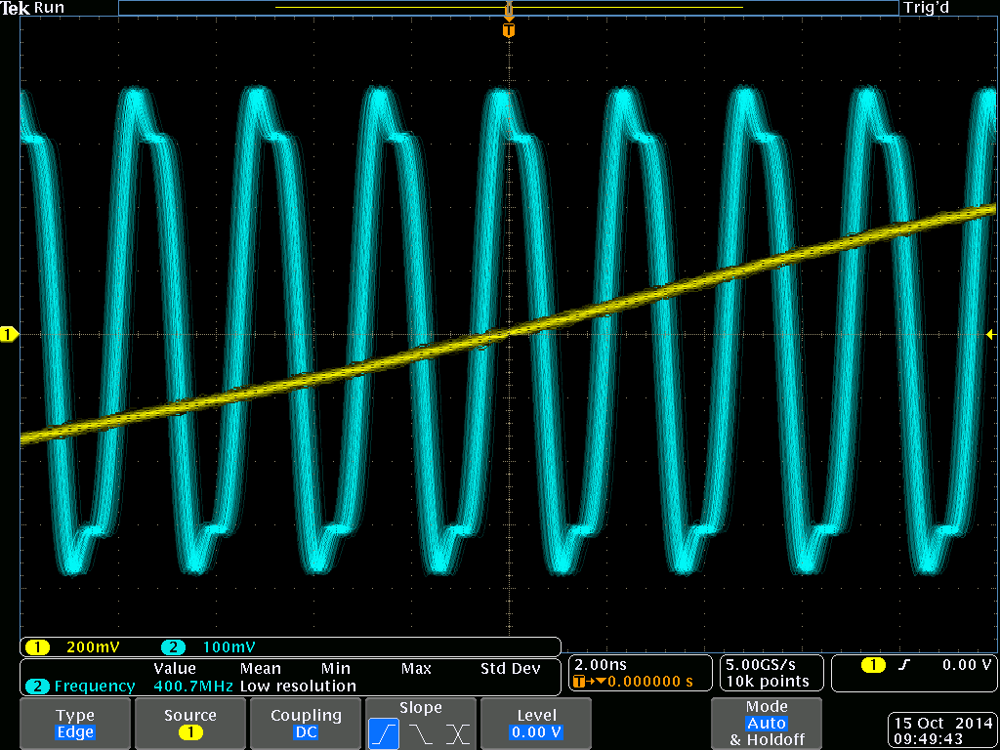 Tek Run Trig'd
T
T
1
1 200mV 2 100mV
Value Mean Min Max Std Dev
2 Frequency 400.7MHz Low resolution
2.00ns
T→▼0.000000 s
5.00GS/s
10k points
1 0.00 V
Type
Edge
Source
1
Coupling
DC
Slope
Level
0.00 V
Mode
Auto
& Holdoff
15 Oct 2014
09:49:43